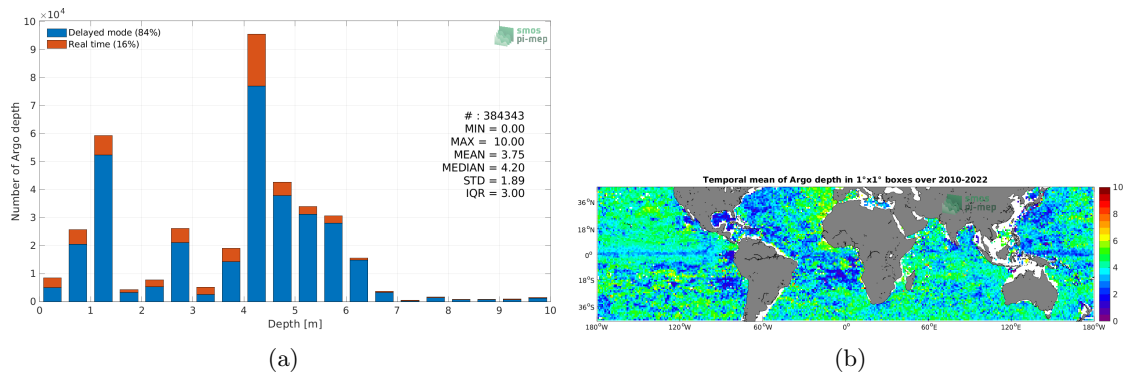 ×10⁴
10
9
8
7
6
5
4
3
2
1
0
Number of Argo depth
Delayed mode (84%)
Real time (16%)
smos
pi-mep
# : 384343
MIN = 0.00
MAX = 10.00
MEAN = 3.75
MEDIAN = 4.20
STD = 1.89
IQR = 3.00
0 1 2 3 4 5 6 7 8 9 10
Depth [m]
(a)
Temporal mean of Argo depth in 1°x1° boxes over 2010-2022
smos
pi-mep
36°N
18°N
0°
18°S
36°S
180°W 120°W 60°W 0° 60°E 120°E 180°W
10
8
6
4
2
0
(b)